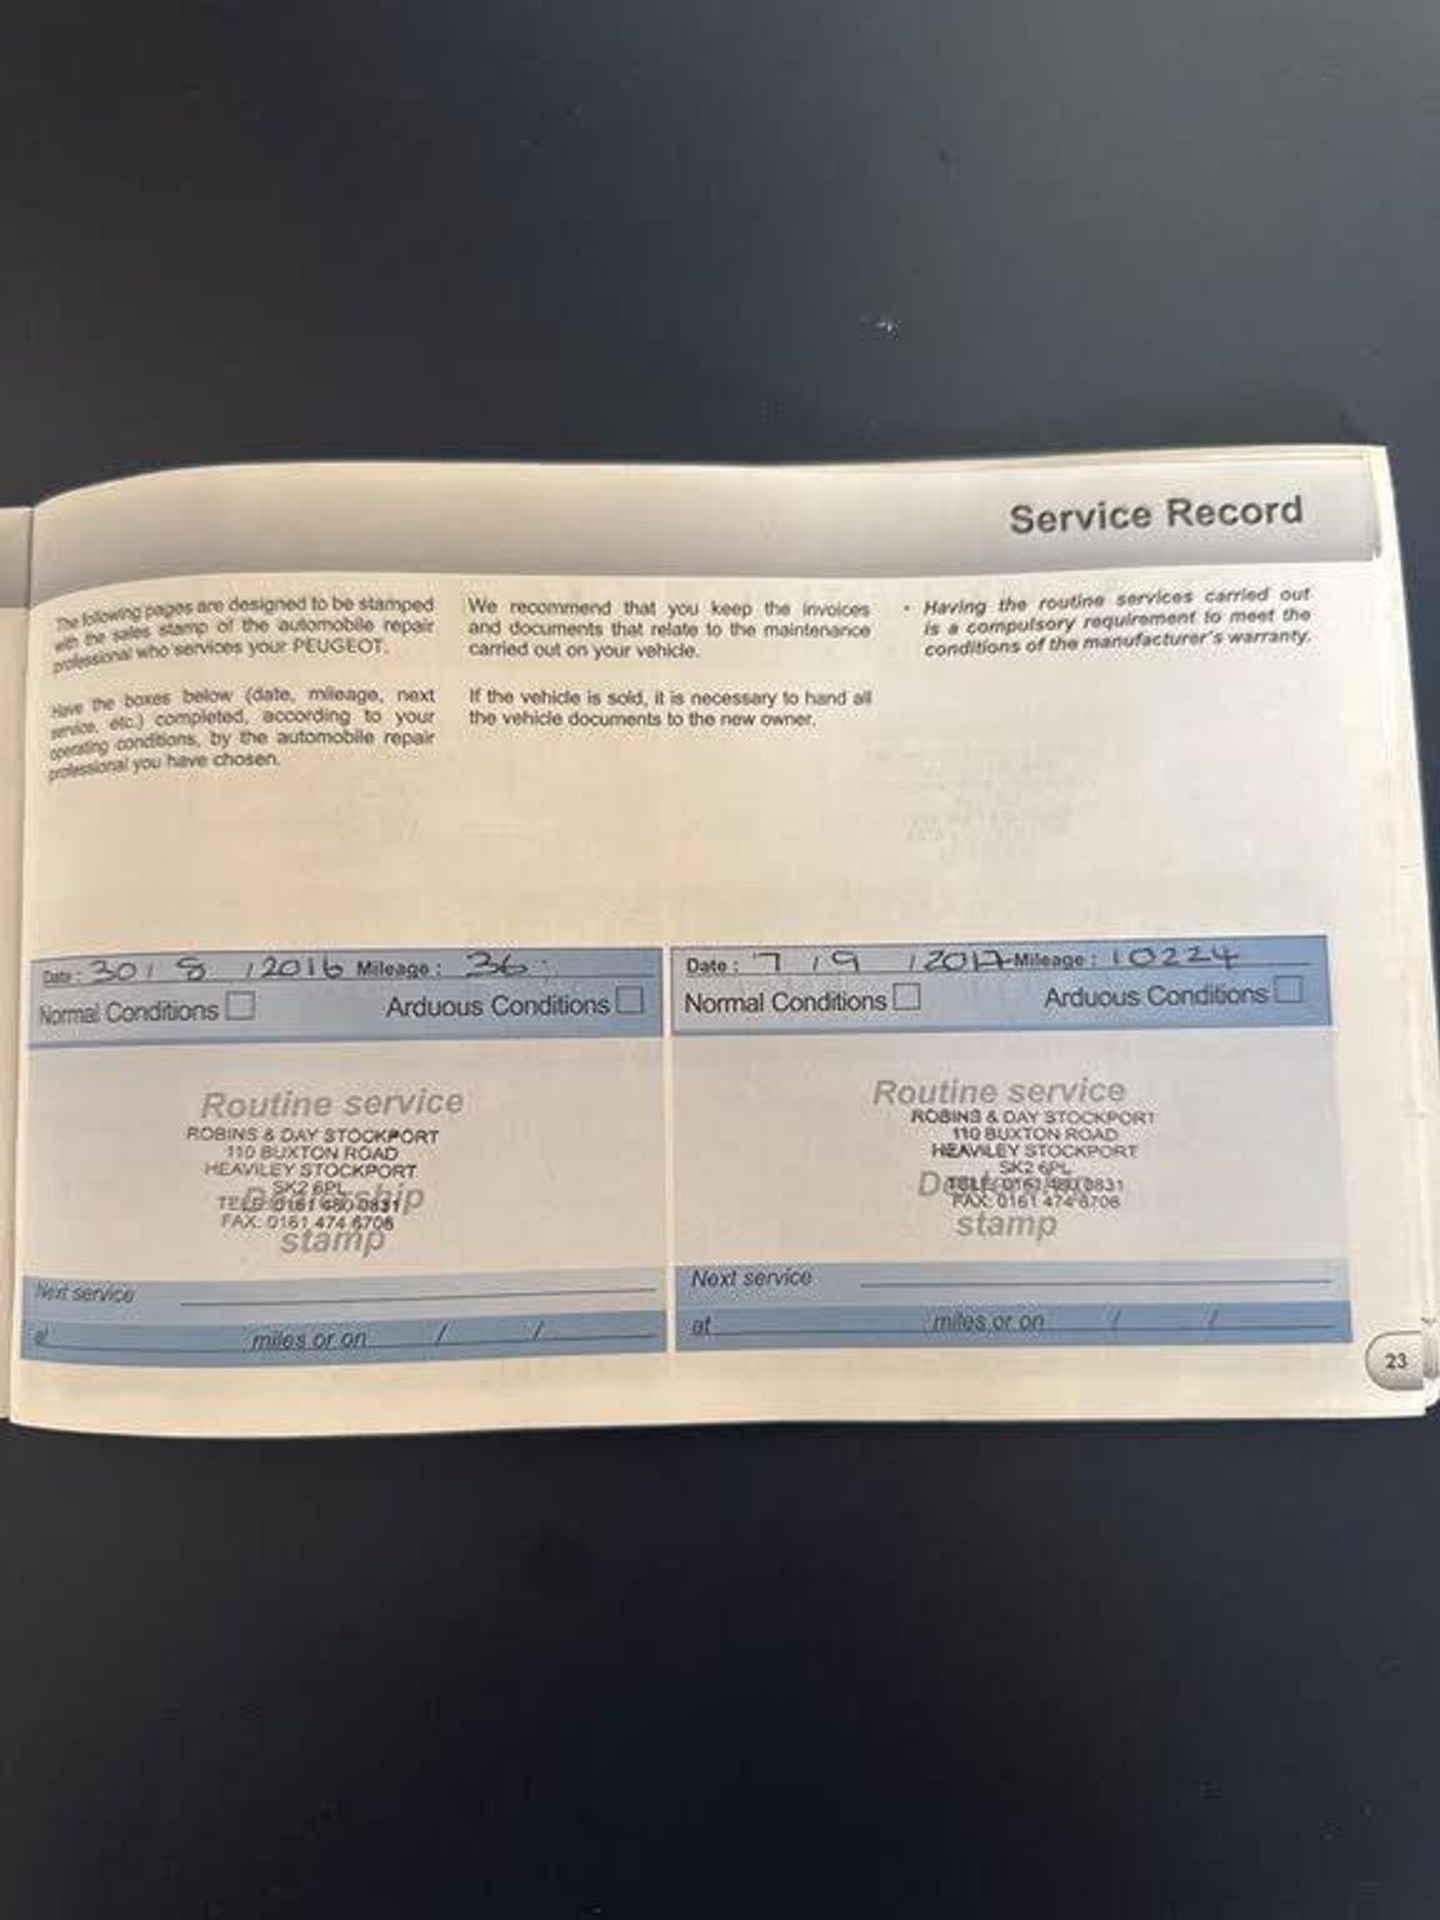 Service Record
The following pages are designed to be stamped
with the sales stamp of the automobile repair
professional who services your PEUGEOT.
Have the boxes below (date, mileage, next
service, etc.) completed, according to your
operating conditions, by the automobile repair
professional you have chosen.
We recommend that you keep the invoices
and documents that relate to the maintenance
carried out on your vehicle.
If the vehicle is sold, it is necessary to hand all
the vehicle documents to the new owner.
• Having the routine services carried out
is a compulsory requirement to meet the
conditions of the manufacturer's warranty.
Date : 30 / 8 / 2016 Mileage : 36
Normal Conditions Arduous Conditions
Routine service
ROBINS & DAY STOCKPORT
110 BUXTON ROAD
HEAVILEY STOCKPORT
SK2 6PL
TELE: 0161 480 0831
FAX: 0161 474 6706
stamp
Next service
at miles or on / /
Date : 7 / 9 / 2017 Mileage : 10224
Normal Conditions Arduous Conditions
Routine service
ROBINS & DAY STOCKPORT
110 BUXTON ROAD
HEAVILEY STOCKPORT
SK2 6PL
TELE: 0161 480 0831
FAX: 0161 474 6706
stamp
Next service
at miles or on / /
23